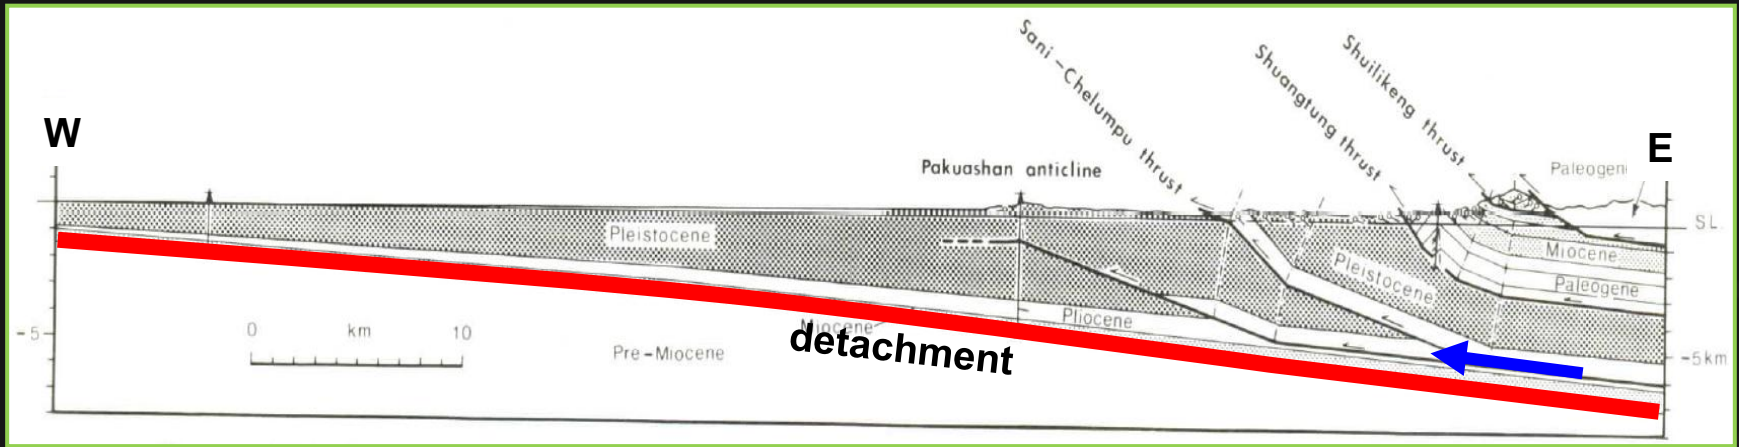 Sani-Chelumpu thrust
Shuangtung thrust
Shuilikeng thrust
W
E
Pakuashan anticline
Paleogen
Pleistocene
SL
Miocene
Pleistocene
Paleogene
Pliocene
0 km 10
Miocene
-5
detachment
Pre-Miocene
-5km